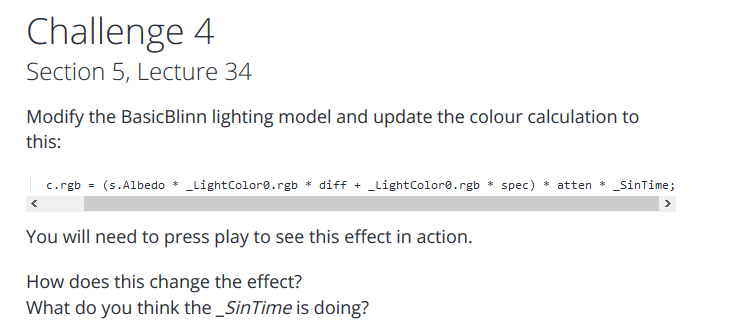 Challenge 4
Section 5, Lecture 34
Modify the BasicBlinn lighting model and update the colour calculation to
this:
c.rgb = (s.Albedo * _LightColor0.rgb * diff + _LightColor0.rgb * spec) * atten * _SinTime;
You will need to press play to see this effect in action.
How does this change the effect?
What do you think the _SinTime is doing?